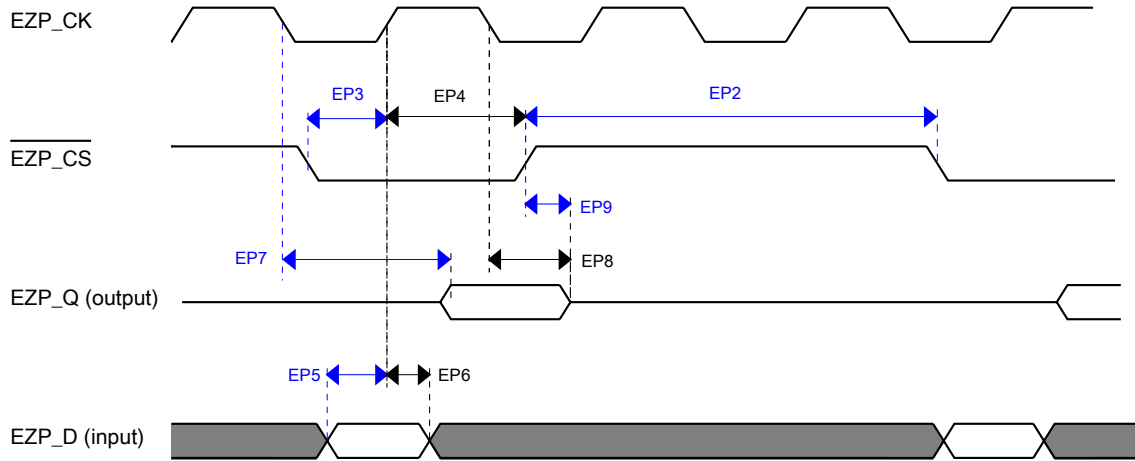 EZP_CK
EP3
EP4
EP2
EZP_CS
EP9
EP7
EP8
EZP_Q (output)
EP5
EP6
EZP_D (input)